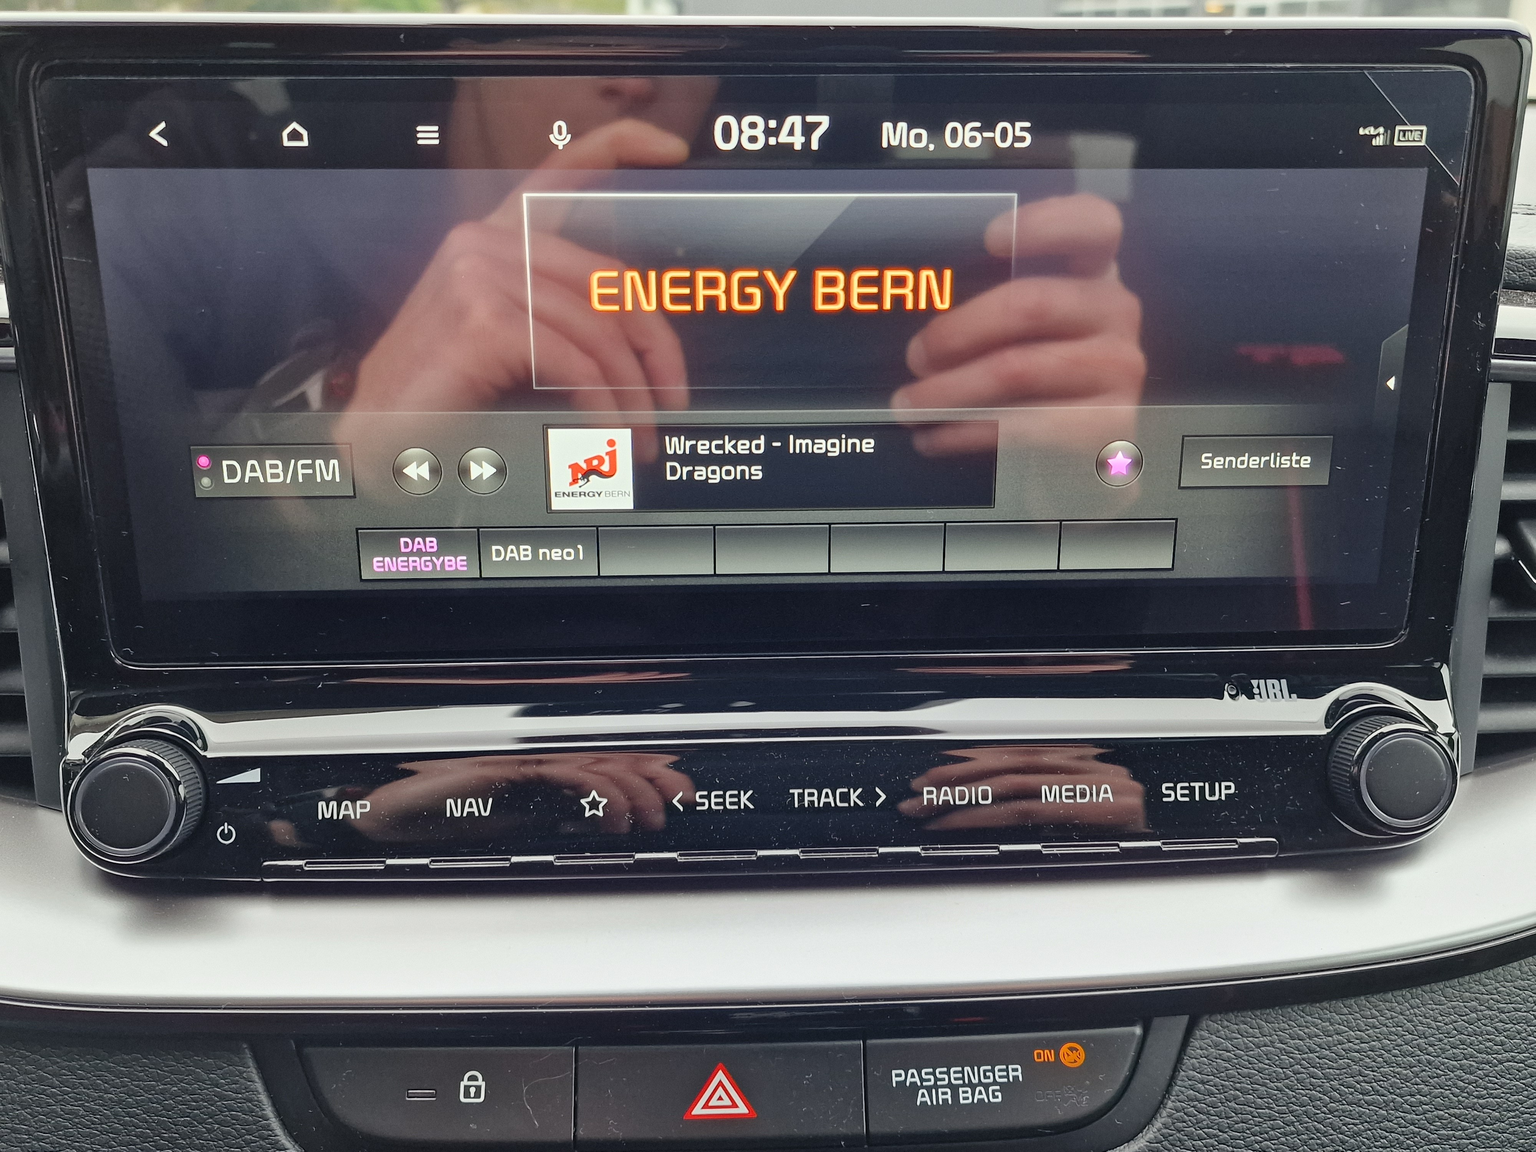 08:47 Mo, 06-05
LIVE
ENERGY BERN
DAB/FM
NRJ
ENERGY BERN
Wrecked - Imagine
Dragons
Senderliste
DAB
ENERGYBE
DAB neo1
JBL
MAP NAV SEEK TRACK RADIO MEDIA SETUP
PASSENGER
AIR BAG
ON